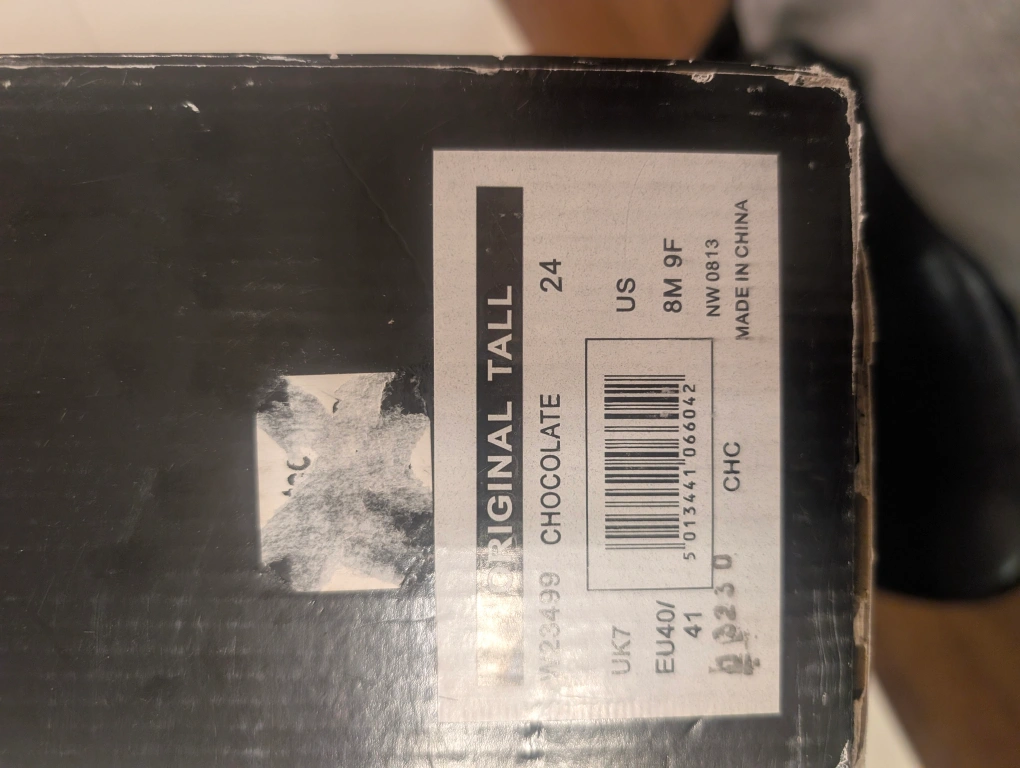 ORIGINAL TALL
W23499 CHOCOLATE 24
UK7 US
EU40/ 8M 9F
41
5 013441 066042
NW 0813
CHC
MADE IN CHINA